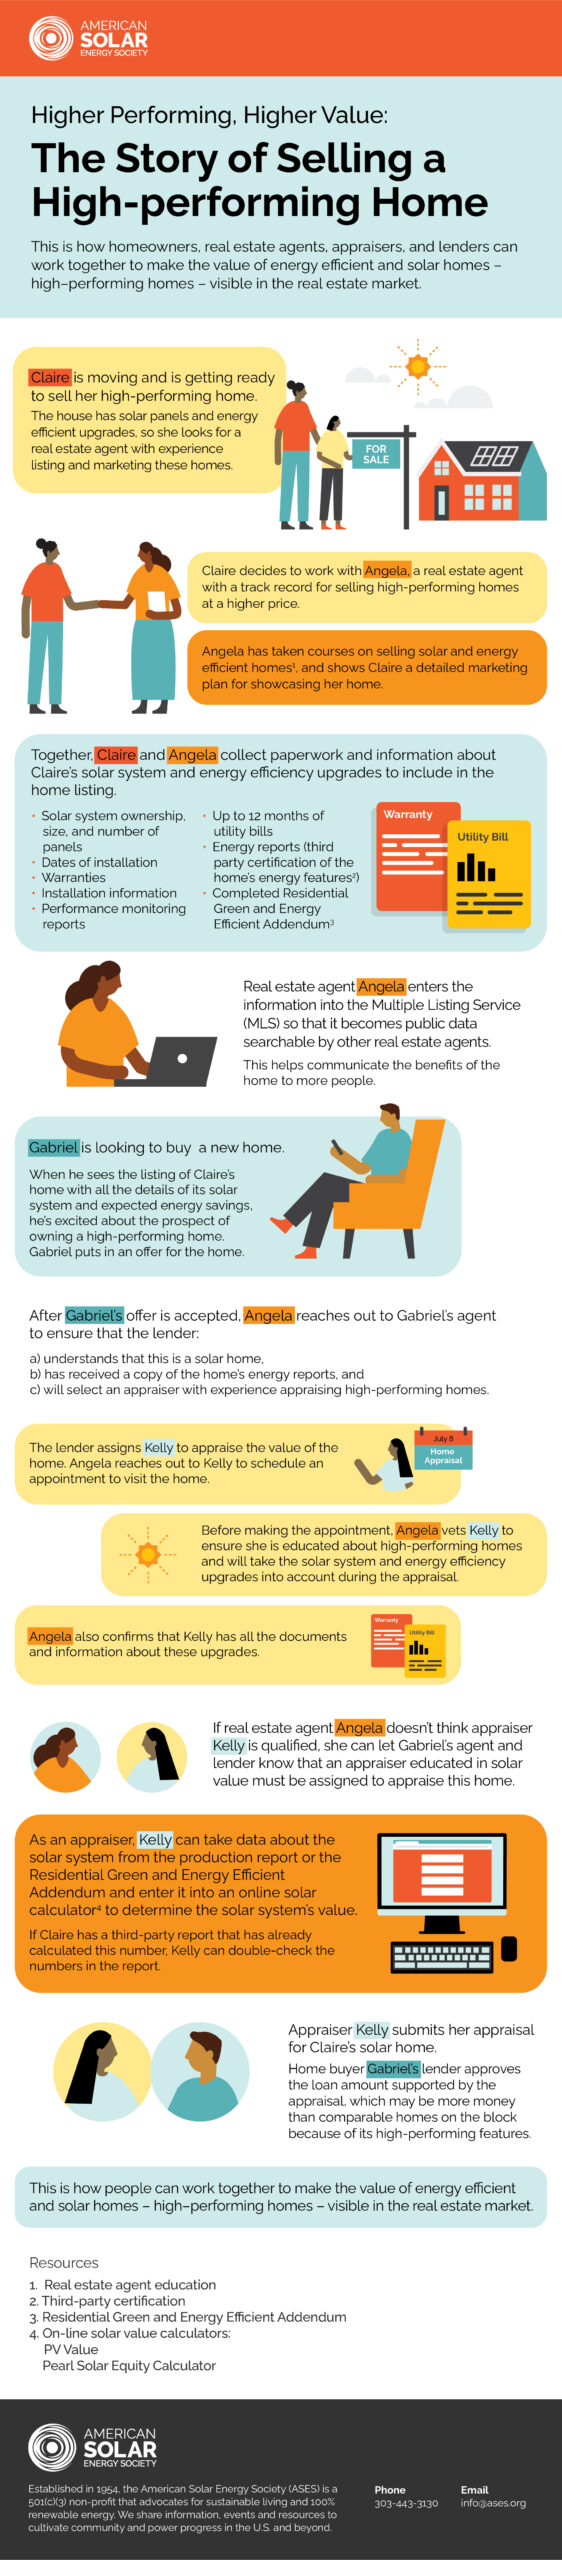 AMERICAN
SOLAR
ENERGY SOCIETY
Higher Performing, Higher Value:
The Story of Selling a
High-performing Home
This is how homeowners, real estate agents, appraisers, and lenders can
work together to make the value of energy efficient and solar homes –
high–performing homes – visible in the real estate market.
Claire is moving and is getting ready
to sell her high-performing home.
The house has solar panels and energy
efficient upgrades, so she looks for a
real estate agent with experience
listing and marketing these homes.
FOR
SALE
Claire decides to work with Angela, a real estate agent
with a track record for selling high-performing homes
at a higher price.
Angela has taken courses on selling solar and energy
efficient homes¹, and shows Claire a detailed marketing
plan for showcasing her home.
Together, Claire and Angela collect paperwork and information about
Claire's solar system and energy efficiency upgrades to include in the
home listing.
• Solar system ownership,
size, and number of
panels
• Dates of installation
• Warranties
• Installation information
• Performance monitoring
reports
• Up to 12 months of
utility bills
• Energy reports (third
party certification of the
home's energy features²)
• Completed Residential
Green and Energy
Efficient Addendum³
Warranty
Utility Bill
Real estate agent Angela enters the
information into the Multiple Listing Service
(MLS) so that it becomes public data
searchable by other real estate agents.
This helps communicate the benefits of the
home to more people.
Gabriel is looking to buy a new home.
When he sees the listing of Claire's
home with all the details of its solar
system and expected energy savings,
he's excited about the prospect of
owning a high-performing home.
Gabriel puts in an offer for the home.
After Gabriel's offer is accepted, Angela reaches out to Gabriel's agent
to ensure that the lender:
a) understands that this is a solar home,
b) has received a copy of the home's energy reports, and
c) will select an appraiser with experience appraising high-performing homes.
The lender assigns Kelly to appraise the value of the
home. Angela reaches out to Kelly to schedule an
appointment to visit the home.
July 8
Home
Appraisal
Before making the appointment, Angela vets Kelly to
ensure she is educated about high-performing homes
and will take the solar system and energy efficiency
upgrades into account during the appraisal.
Angela also confirms that Kelly has all the documents
and information about these upgrades.
Warranty
Utility Bill
If real estate agent Angela doesn't think appraiser
Kelly is qualified, she can let Gabriel's agent and
lender know that an appraiser educated in solar
value must be assigned to appraise this home.
As an appraiser, Kelly can take data about the
solar system from the production report or the
Residential Green and Energy Efficient
Addendum and enter it into an online solar
calculator⁴ to determine the solar system's value.
If Claire has a third-party report that has already
calculated this number, Kelly can double-check the
numbers in the report.
Appraiser Kelly submits her appraisal
for Claire's solar home.
Home buyer Gabriel's lender approves
the loan amount supported by the
appraisal, which may be more money
than comparable homes on the block
because of its high-performing features.
This is how people can work together to make the value of energy efficient
and solar homes – high–performing homes – visible in the real estate market.
Resources
1. Real estate agent education
2. Third-party certification
3. Residential Green and Energy Efficient Addendum
4. On-line solar value calculators:
PV Value
Pearl Solar Equity Calculator
AMERICAN
SOLAR
ENERGY SOCIETY
Established in 1954, the American Solar Energy Society (ASES) is a
501(c)(3) non-profit that advocates for sustainable living and 100%
renewable energy. We share information, events and resources to
cultivate community and power progress in the U.S. and beyond.
Phone
303-443-3130
Email
info@ases.org